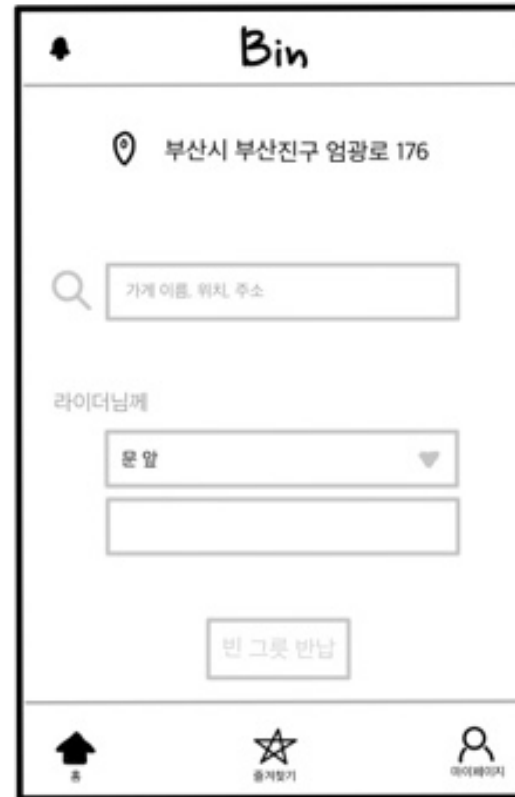 Bin
부산시 부산진구 엄광로 176
가게 이름, 위치, 주소
라이더님께
문 앞
빈 그릇 반납
홈
즐겨찾기
마이페이지